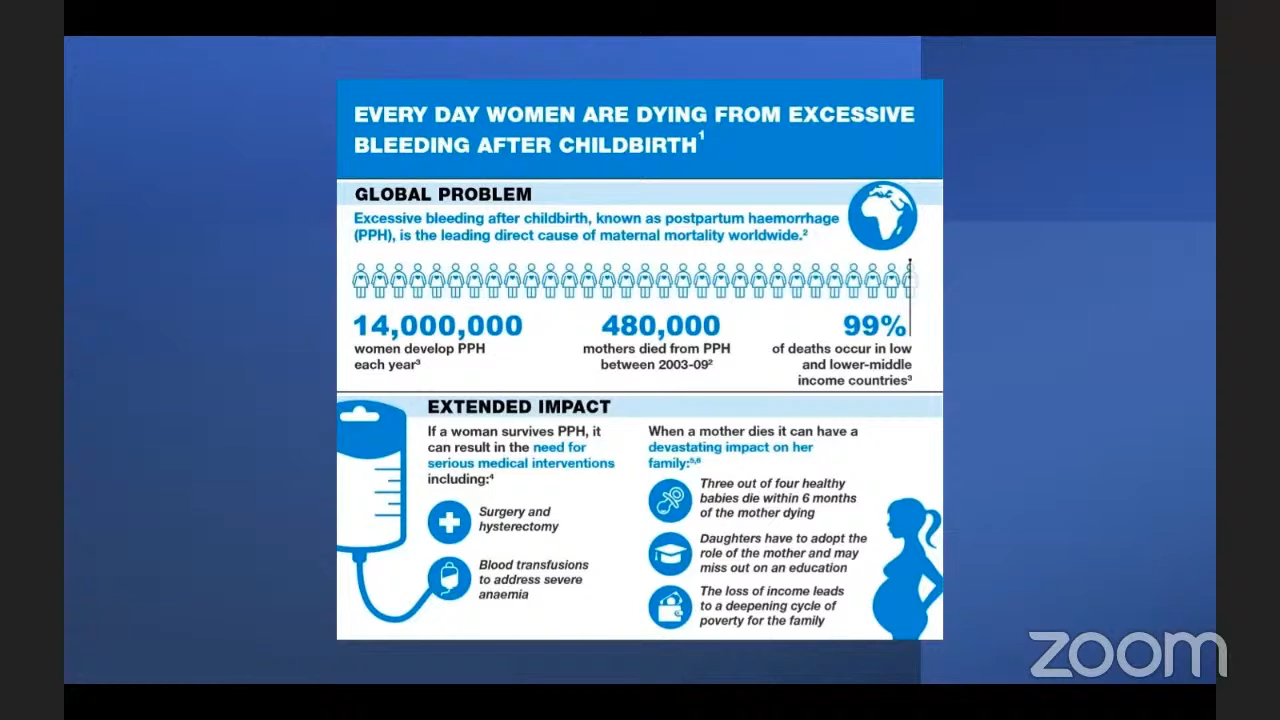 EVERY DAY WOMEN ARE DYING FROM EXCESSIVE
BLEEDING AFTER CHILDBIRTH¹
GLOBAL PROBLEM
Excessive bleeding after childbirth, known as postpartum haemorrhage
(PPH), is the leading direct cause of maternal mortality worldwide.²
14,000,000
women develop PPH
each year³
480,000
mothers died from PPH
between 2003-09²
99%
of deaths occur in low
and lower-middle
income countries³
EXTENDED IMPACT
If a woman survives PPH, it
can result in the need for
serious medical interventions
including:⁴
Surgery and
hysterectomy
Blood transfusions
to address severe
anaemia
When a mother dies it can have a
devastating impact on her
family:⁵,⁶
Three out of four healthy
babies die within 6 months
of the mother dying
Daughters have to adopt the
role of the mother and may
miss out on an education
The loss of income leads
to a deepening cycle of
poverty for the family
zoom